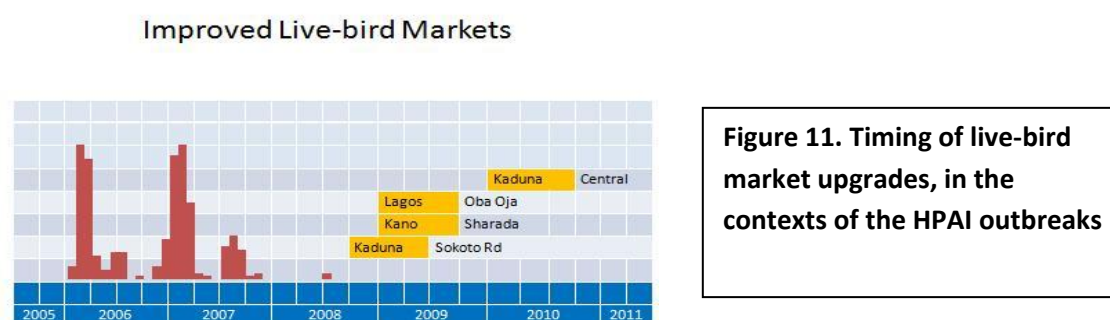 Improved Live-bird Markets
Kaduna Central
Lagos Oba Oja
Kano Sharada
Kaduna Sokoto Rd
2005 2006 2007 2008 2009 2010 2011
Figure 11. Timing of live-bird
market upgrades, in the
contexts of the HPAI outbreaks